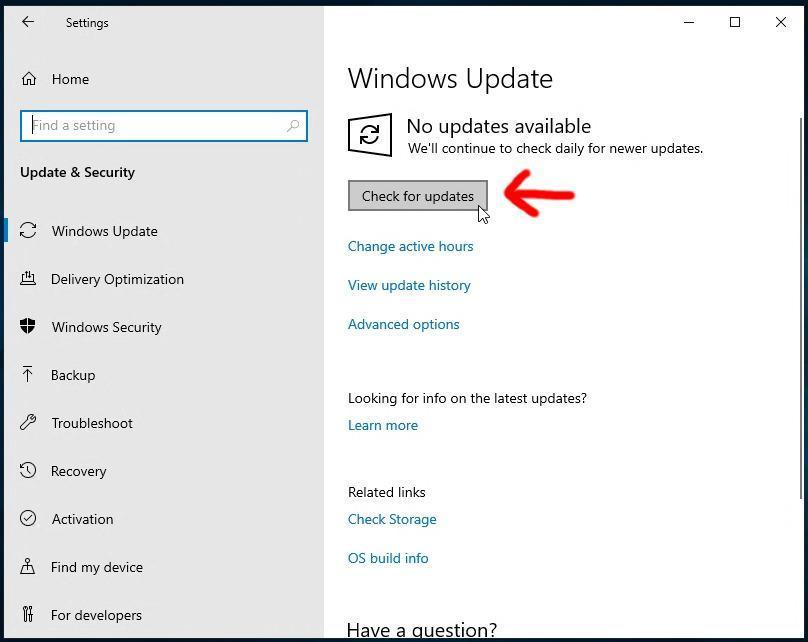 Settings
Home
Find a setting
Update & Security
Windows Update
Delivery Optimization
Windows Security
Backup
Troubleshoot
Recovery
Activation
Find my device
For developers
Windows Update
No updates available
We'll continue to check daily for newer updates.
Check for updates
Change active hours
View update history
Advanced options
Looking for info on the latest updates?
Learn more
Related links
Check Storage
OS build info
Have a question?